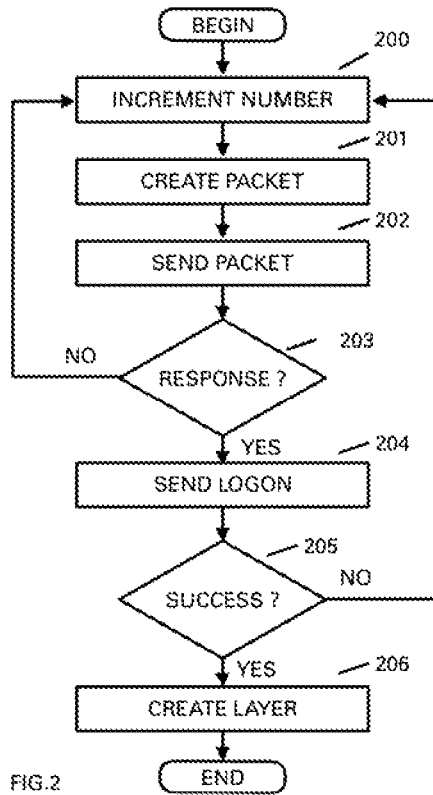 BEGIN
200
INCREMENT NUMBER
201
CREATE PACKET
202
SEND PACKET
203
NO
RESPONSE ?
YES
204
SEND LOGON
205
NO
SUCCESS ?
YES
206
CREATE LAYER
FIG.2
END